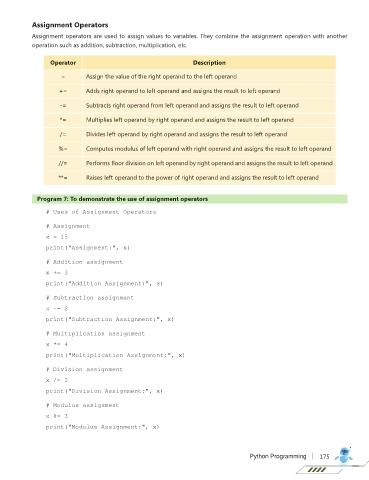 Assignment Operators
Assignment operators are used to assign values to variables. They combine the assignment operation with another
operation such as addition, subtraction, multiplication, etc.
Operator Description
= Assign the value of the right operand to the left operand
+= Adds right operand to left operand and assigns the result to left operand
-= Subtracts right operand from left operand and assigns the result to left operand
*= Multiplies left operand by right operand and assigns the result to left operand
/= Divides left operand by right operand and assigns the result to left operand
%= Computes modulus of left operand with right operand and assigns the result to left operand
//= Performs floor division on left operand by right operand and assigns the result to left operand
**= Raises left operand to the power of right operand and assigns the result to left operand
Program 7: To demonstrate the use of assignment operators
# Uses of Assignment Operators
# Assignment
x = 15
print("Assignment:", x)
# Addition assignment
x += 3
print("Addition Assignment:", x)
# Subtraction assignment
x -= 2
print("Subtraction Assignment:", x)
# Multiplication assignment
x *= 4
print("Multiplication Assignment:", x)
# Division assignment
x /= 2
print("Division Assignment:", x)
# Modulus assignment
x %= 3
print("Modulus Assignment:", x)
Python Programming | 175